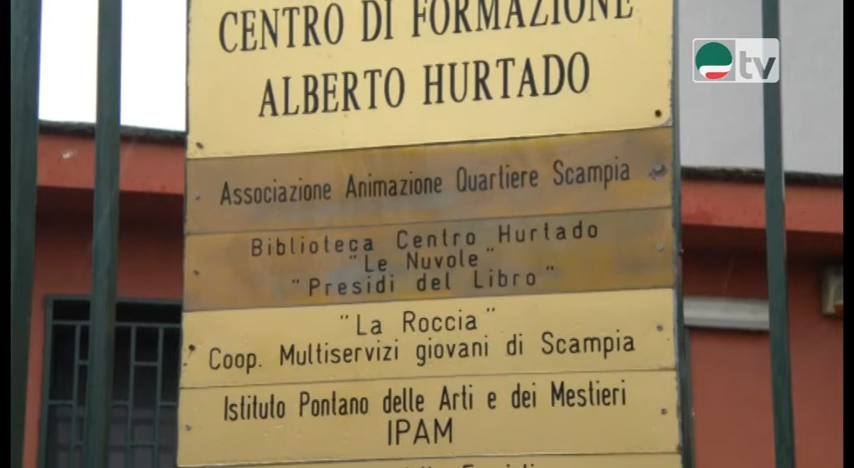 CENTRO DI FORMAZIONE
ALBERTO HURTADO
tv
Associazione Animazione Quartiere Scampia
Biblioteca Centro Hurtado
"Le Nuvole"
"Presidi del Libro"
"La Roccia"
Coop. Multiservizi giovani di Scampia
Istituto Pontano delle Arti e dei Mestieri
IPAM